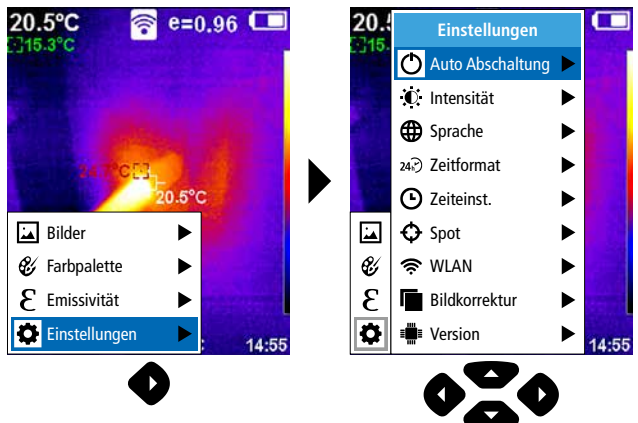 20.5°C e=0.96
15.3°C
24.7°C
20.5°C
Bilder
Farbpalette
ε Emissivität
Einstellungen
14:55
20.5
15.
Einstellungen
Auto Abschaltung
Intensität
Sprache
24h Zeitformat
Zeiteinst.
Spot
WLAN
ε Bildkorrektur
Version
14:55